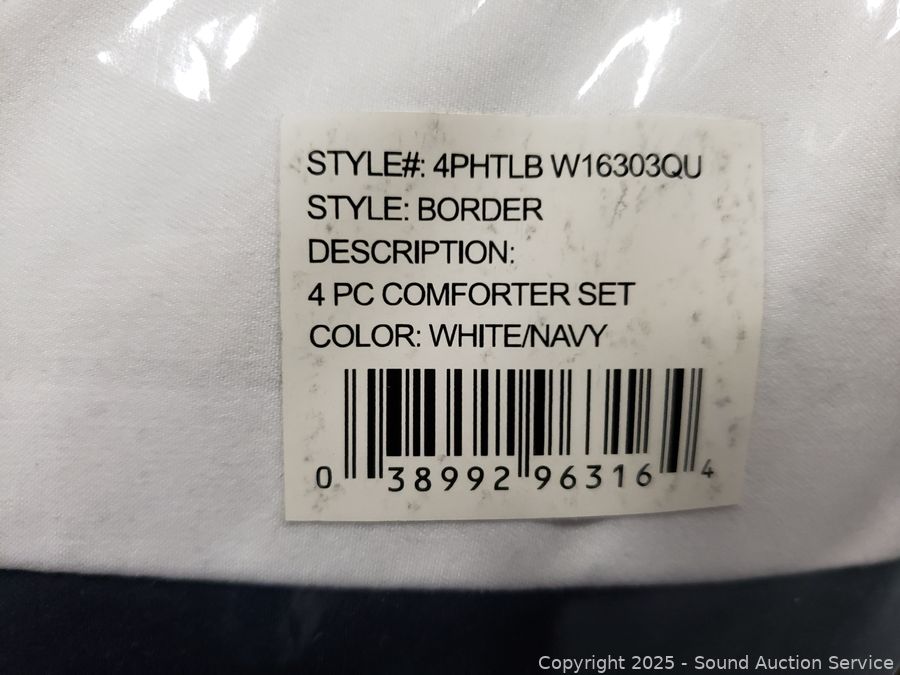 STYLE#: 4PHTLB W16303QU
STYLE: BORDER
DESCRIPTION:
4 PC COMFORTER SET
COLOR: WHITE/NAVY
0 38992 96316 4
Copyright 2025 - Sound Auction Service